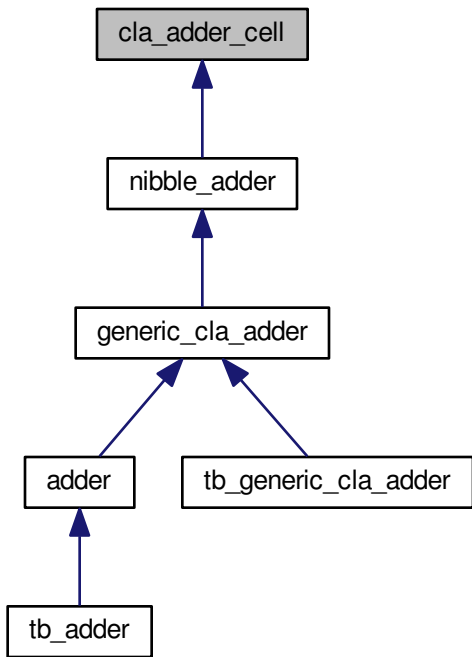 cla_adder_cell
nibble_adder
generic_cla_adder
adder
tb_generic_cla_adder
tb_adder